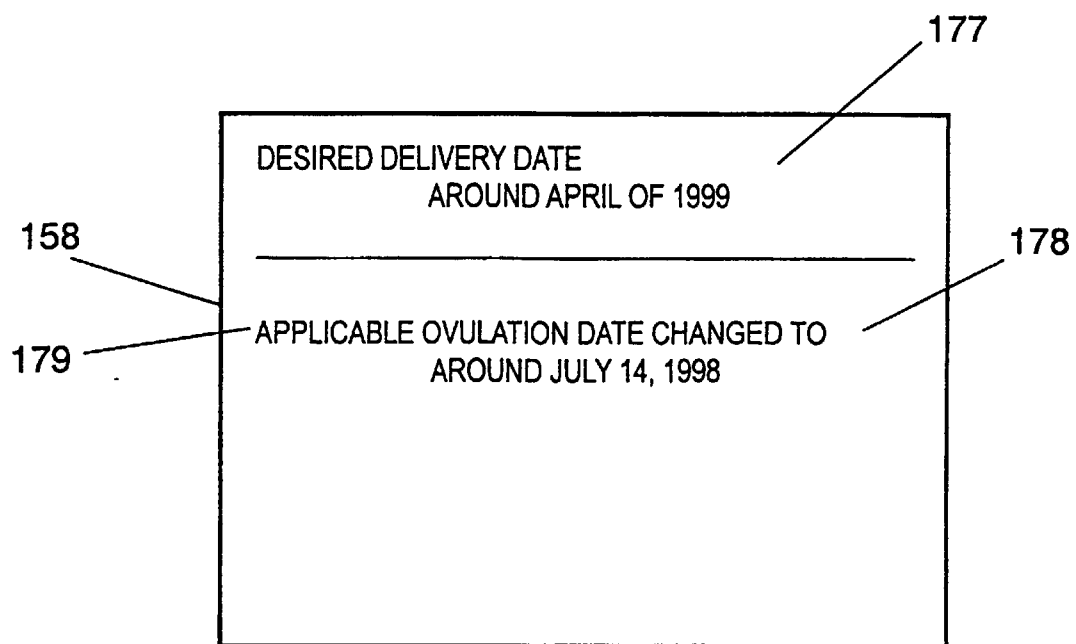 177
DESIRED DELIVERY DATE
AROUND APRIL OF 1999
158
178
APPLICABLE OVULATION DATE CHANGED TO
179
AROUND JULY 14, 1998